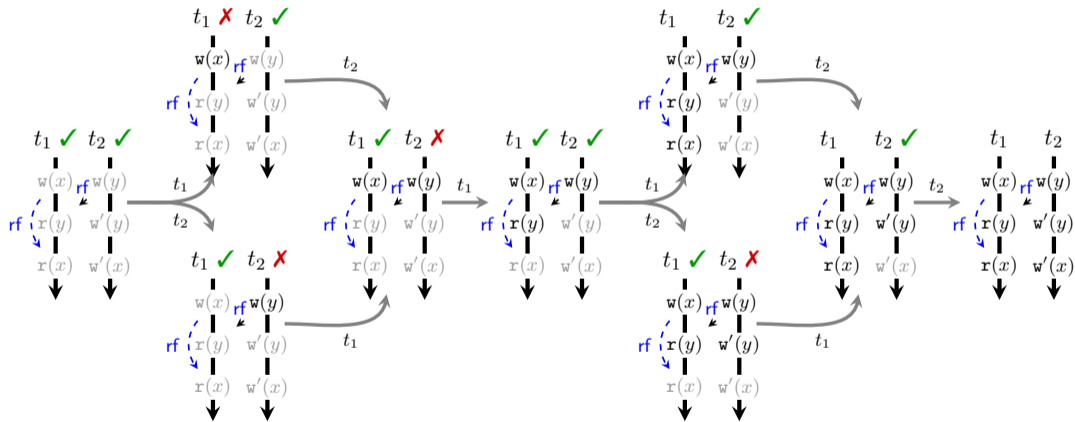 t₁ ✗ t₂ ✓
w(x) w(y)
rf
rf r(y) w′(y)
r(x) w′(x)
t₂
t₁ ✓ t₂ ✓
w(x) w(y)
rf
rf r(y) w′(y)
r(x) w′(x)
t₁
t₂
t₁ ✓ t₂ ✗
w(x) w(y)
rf
rf r(y) w′(y)
r(x) w′(x)
t₁
t₁ ✓ t₂ ✗
w(x) w(y)
rf
rf r(y) w′(y)
r(x) w′(x)
t₁
t₁ ✓ t₂ ✓
w(x) w(y)
rf
rf r(y) w′(y)
r(x) w′(x)
t₁
t₂
t₁ t₂ ✓
w(x) w(y)
rf
rf r(y) w′(y)
r(x) w′(x)
t₂
t₁ ✓ t₂ ✗
w(x) w(y)
rf
rf r(y) w′(y)
r(x) w′(x)
t₁
t₁ t₂ ✓
w(x) w(y)
rf
rf r(y) w′(y)
r(x) w′(x)
t₂
t₁ t₂
w(x) w(y)
rf
rf r(y) w′(y)
r(x) w′(x)